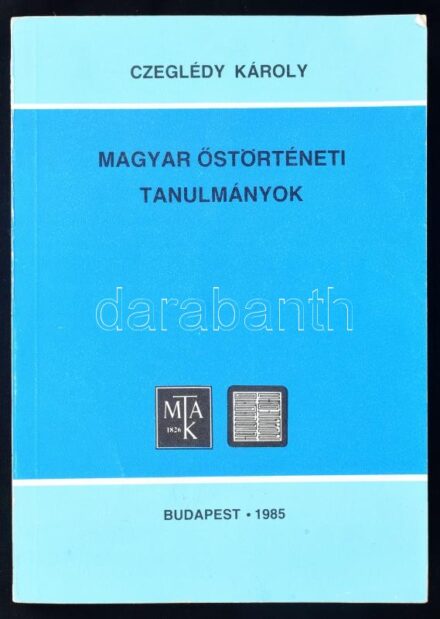 CZEGLÉDY KÁROLY
MAGYAR ŐSTÖRTÉNETI
TANULMÁNYOK
darabanth
MTAK
1826
BUDAPEST • 1985